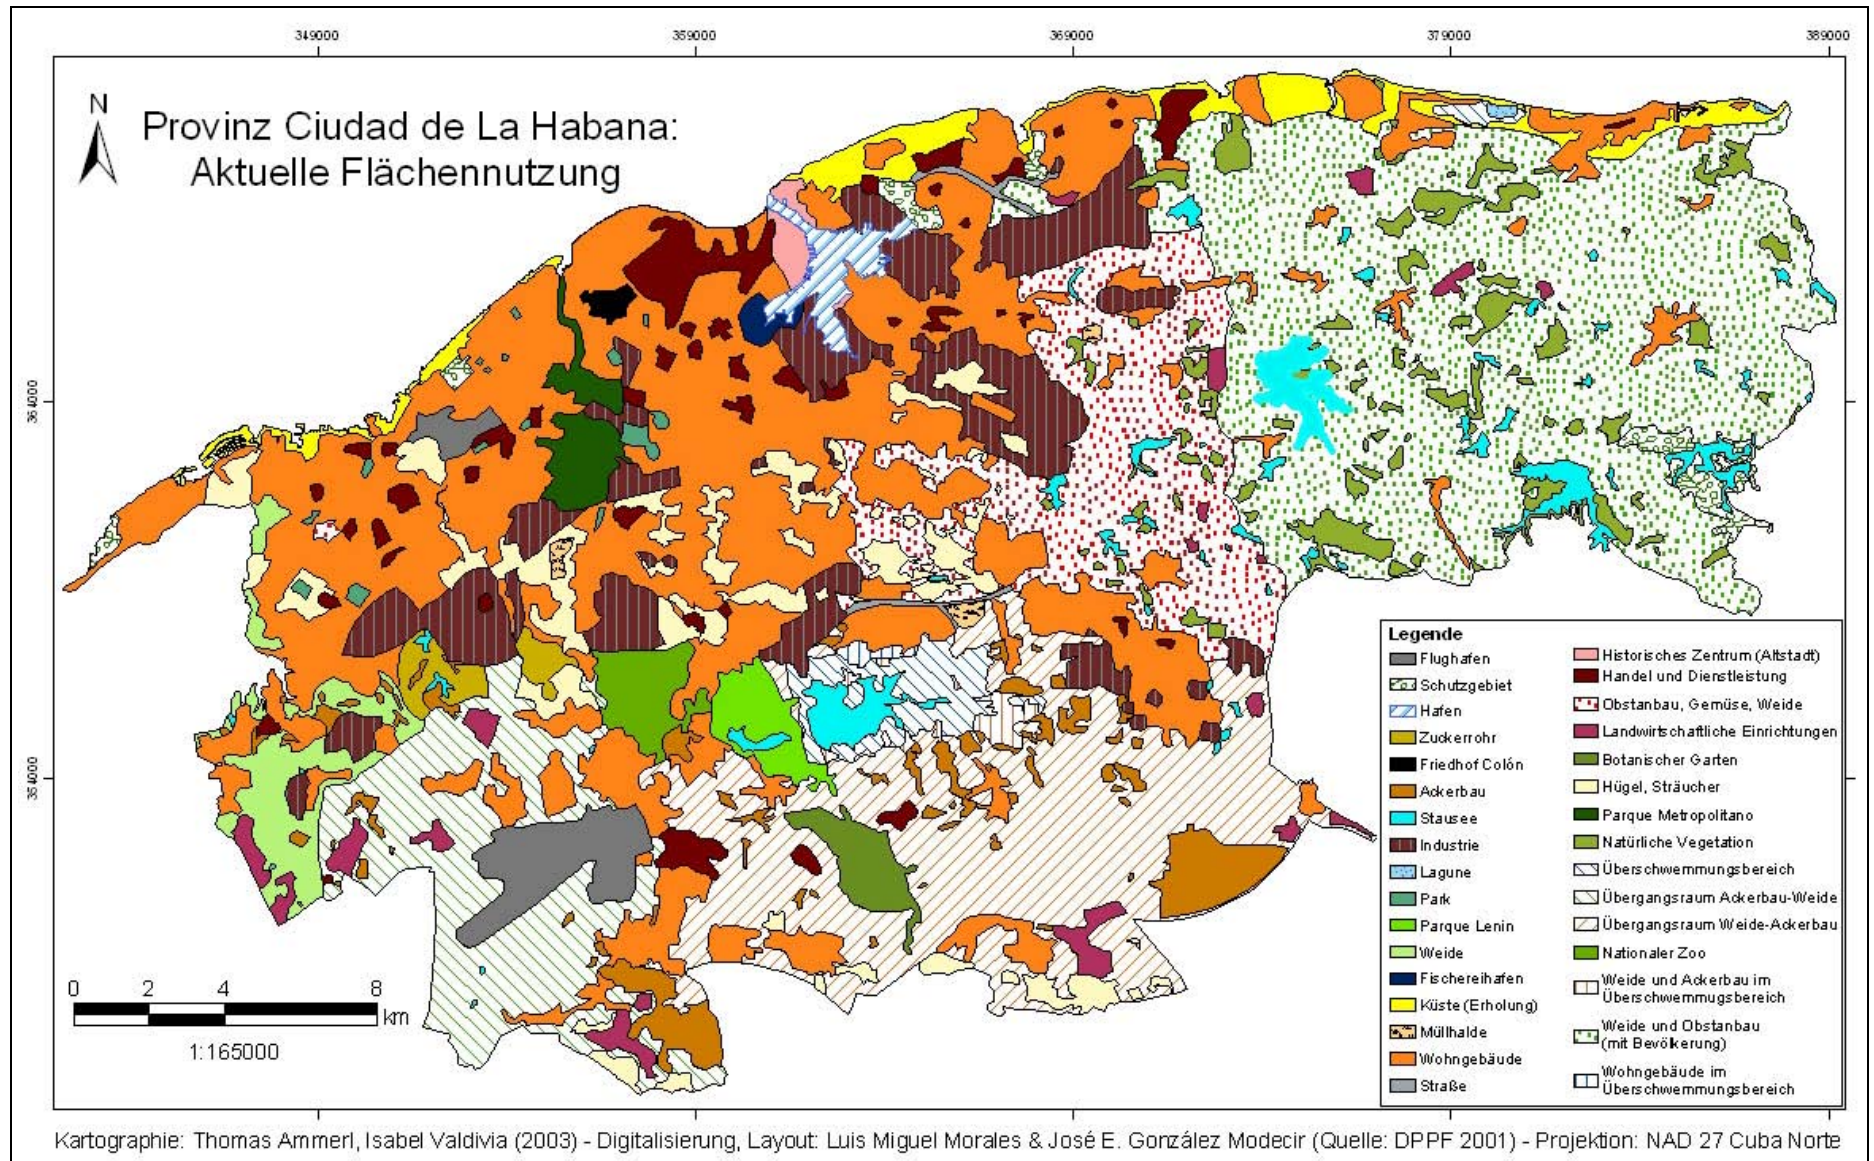 349000 359000 369000 379000 389000
N
Provinz Ciudad de La Habana:
Aktuelle Flächennutzung
364000
354000
Legende
Flughafen
Schutzgebiet
Hafen
Zuckerrohr
Friedhof Colón
Ackerbau
Stausee
Industrie
Lagune
Park
Parque Lenin
Weide
Fischereihafen
Küste (Erholung)
Müllhalde
Wohngebäude
Straße
Historisches Zentrum (Altstadt)
Handel und Dienstleistung
Obstanbau, Gemüse, Weide
Landwirtschaftliche Einrichtungen
Botanischer Garten
Hügel, Sträucher
Parque Metropolitano
Natürliche Vegetation
Überschwemmungsbereich
Übergangsraum Ackerbau-Weide
Übergangsraum Weide-Ackerbau
Nationaler Zoo
Weide und Ackerbau im
Überschwemmugsbereich
Weide und Obstanbau
(mit Bevölkerung)
Wohngebäude im
Überschwemmungsbereich
0 2 4 8
km
1:165000
Kartographie: Thomas Ammerl, Isabel Valdivia (2003) - Digitalisierung, Layout: Luis Miguel Morales & José E. González Modecir (Quelle: DPPF 2001) - Projektion: NAD 27 Cuba Norte